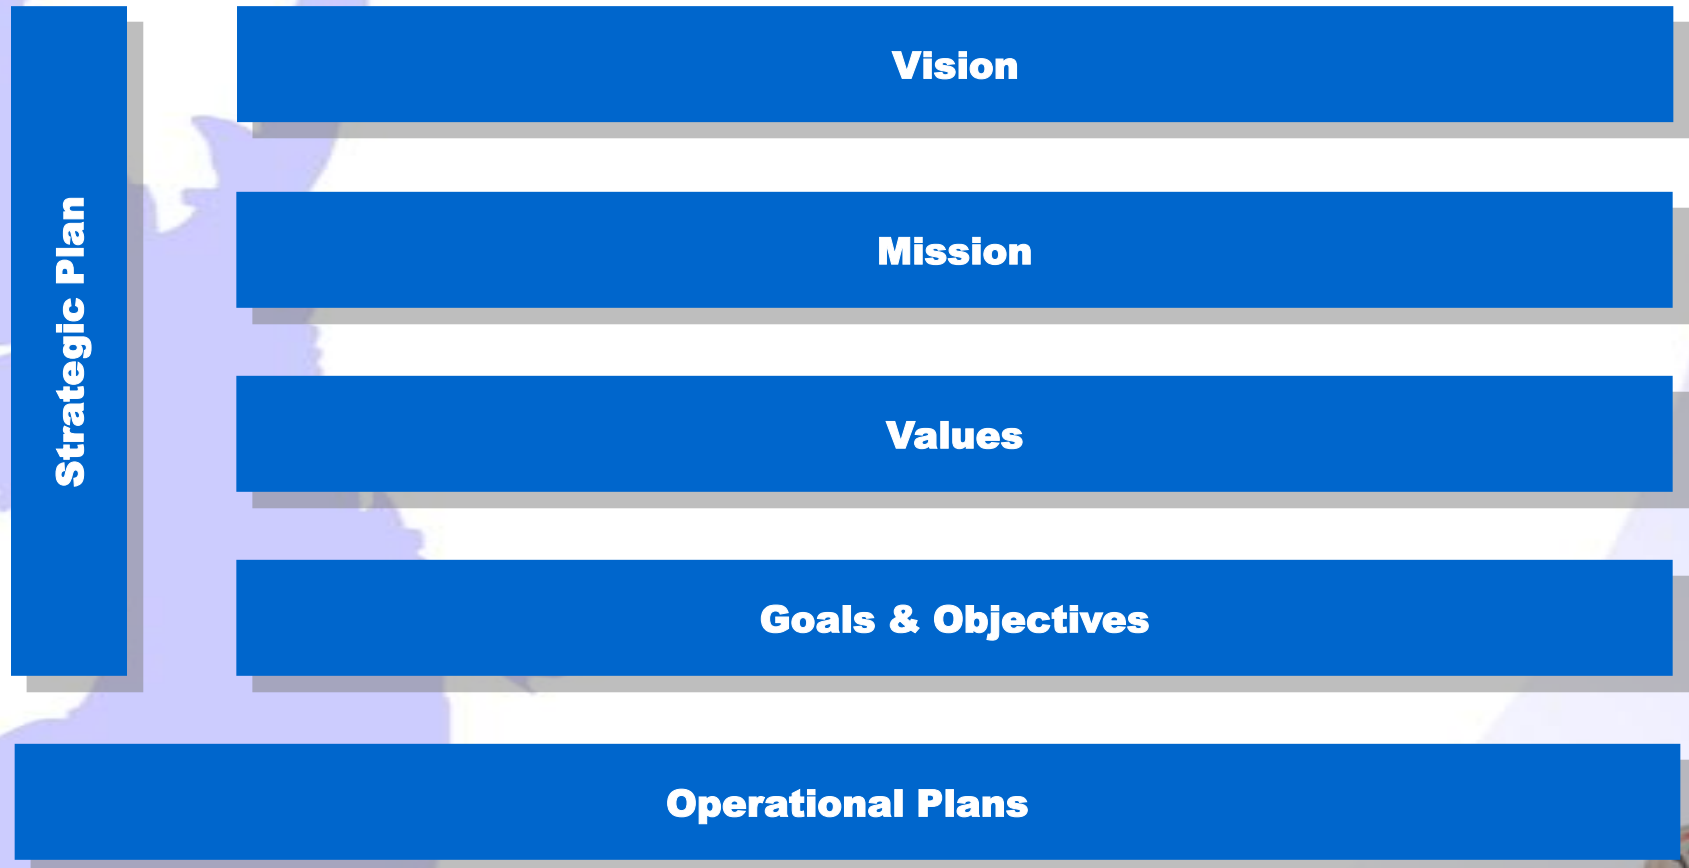 Strategic Plan
Vision
Mission
Values
Goals & Objectives
Operational Plans